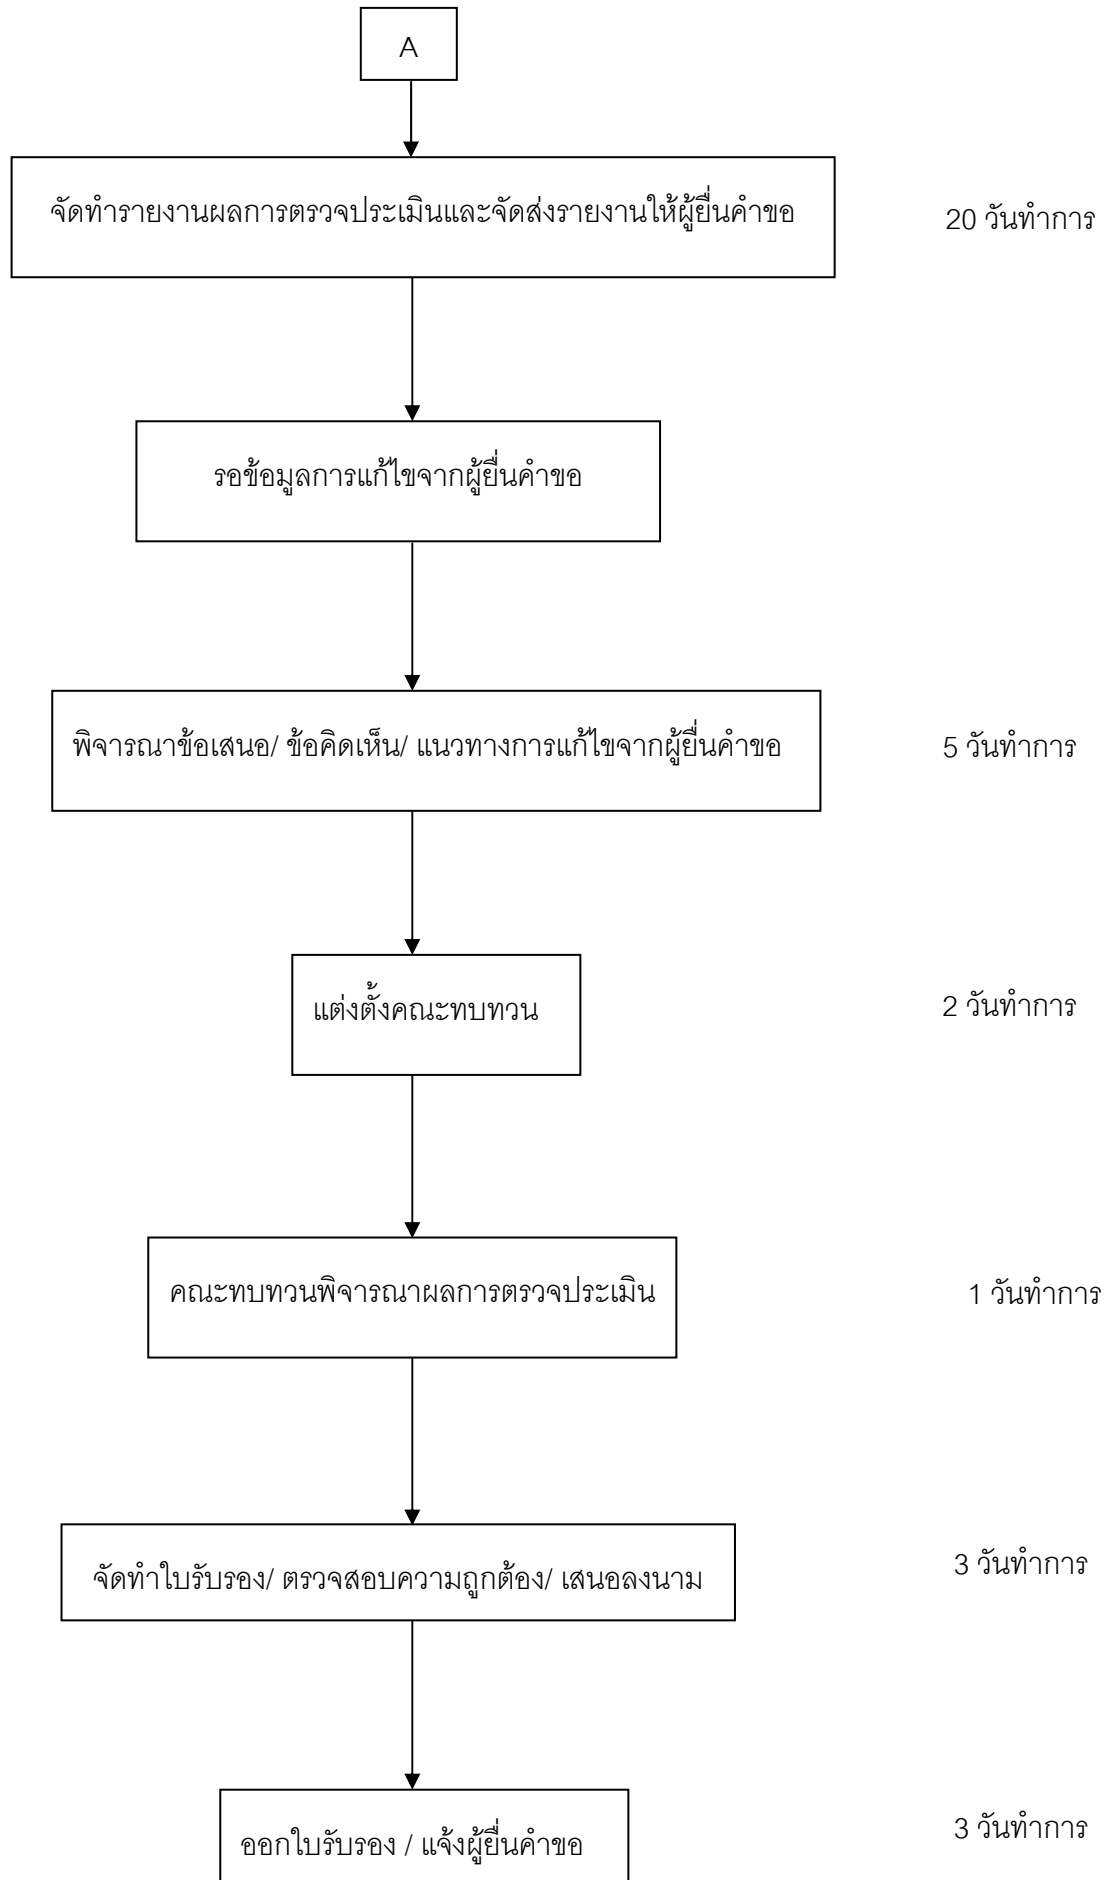 A
จัดทำรายงานผลการตรวจประเมินและจัดส่งรายงานให้ผู้ยื่นคำขอ
20 วันทำการ
รอข้อมูลการแก้ไขจากผู้ยื่นคำขอ
พิจารณาข้อเสนอ/ ข้อคิดเห็น/ แนวทางการแก้ไขจากผู้ยื่นคำขอ
5 วันทำการ
แต่งตั้งคณะทบทวน
2 วันทำการ
คณะทบทวนพิจารณาผลการตรวจประเมิน
1 วันทำการ
จัดทำใบรับรอง/ ตรวจสอบความถูกต้อง/ เสนอลงนาม
3 วันทำการ
ออกใบรับรอง / แจ้งผู้ยื่นคำขอ
3 วันทำการ